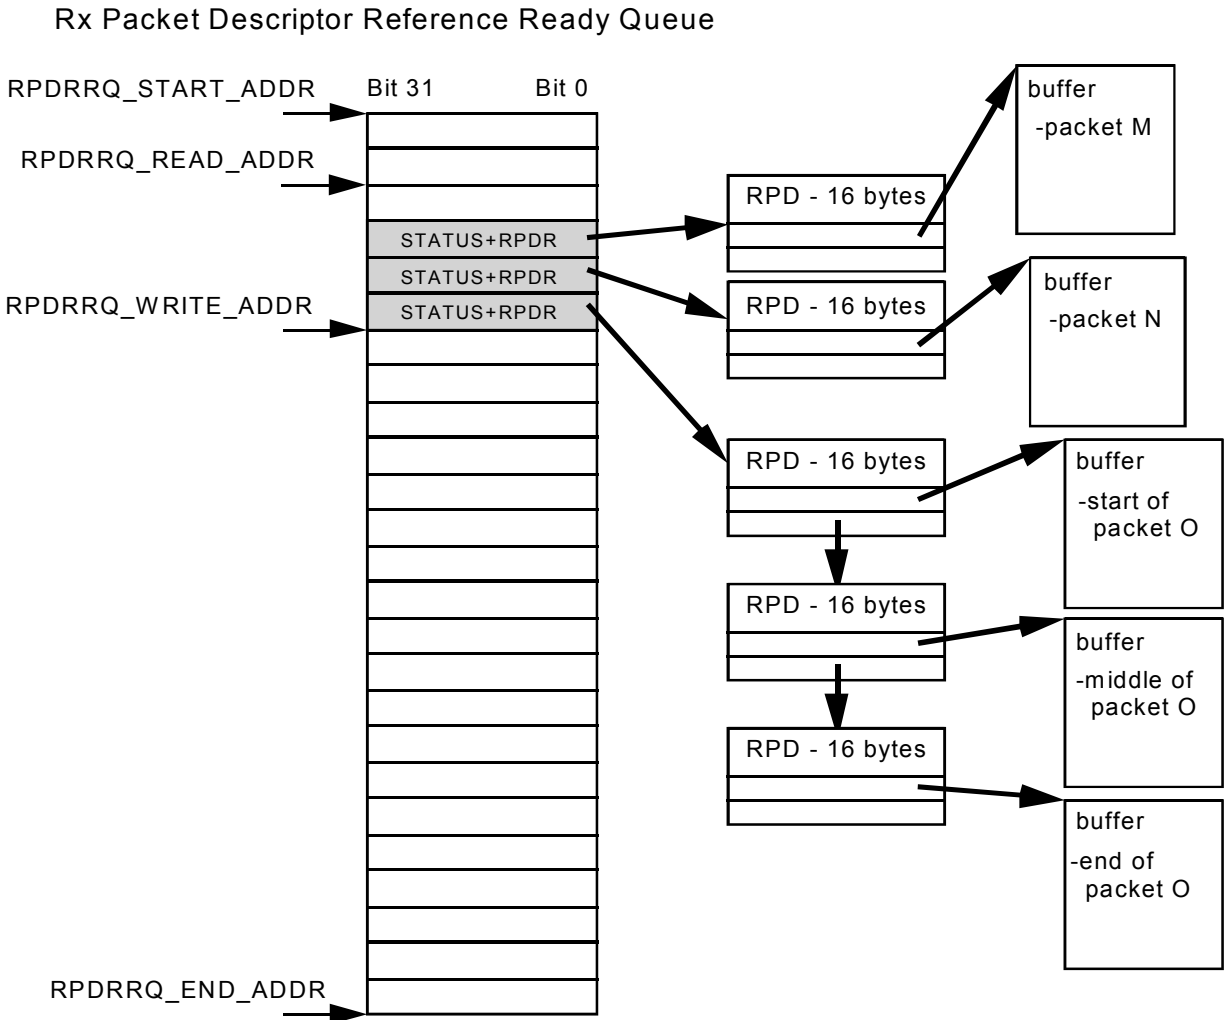 Rx Packet Descriptor Reference Ready Queue
RPDRRQ_START_ADDR
Bit 31 Bit 0
RPDRRQ_READ_ADDR
STATUS+RPDR
STATUS+RPDR
STATUS+RPDR
RPDRRQ_WRITE_ADDR
RPDRRQ_END_ADDR
RPD - 16 bytes
buffer
-packet M
RPD - 16 bytes
buffer
-packet N
RPD - 16 bytes
buffer
-start of
packet O
RPD - 16 bytes
buffer
-middle of
packet O
RPD - 16 bytes
buffer
-end of
packet O